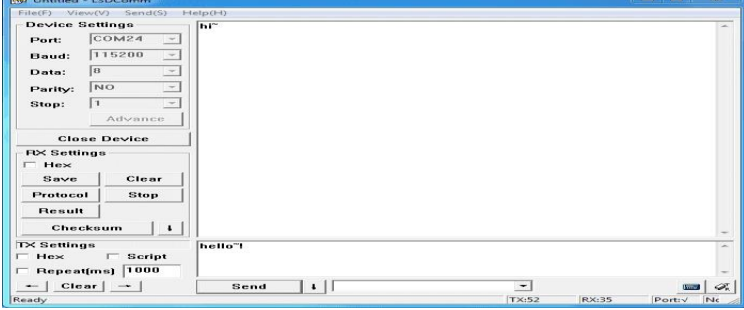 Untitled - LSDComm
File(F) View(V) Send(S) Help(H)
Device Settings
Port: COM24
Baud: 115200
Data: 8
Parity: NO
Stop: 1
Advance
Close Device
RX Settings
Hex
Save Clear
Protocol Stop
Result
Checksum
hi~
TX Settings
Hex Script
Repeat(ms) 1000
← Clear →
hello~!
Send
Ready TX:52 RX:35 Port:√